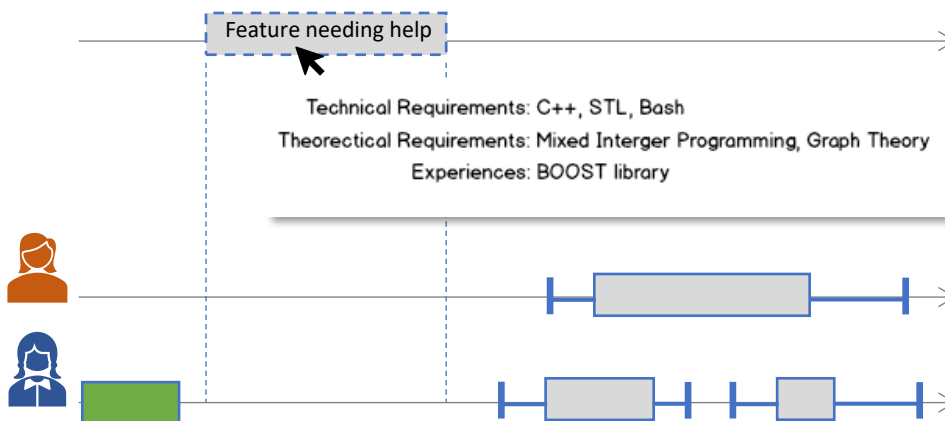 Feature needing help
Technical Requirements: C++, STL, Bash
Theorectical Requirements: Mixed Interger Programming, Graph Theory
Experiences: BOOST library